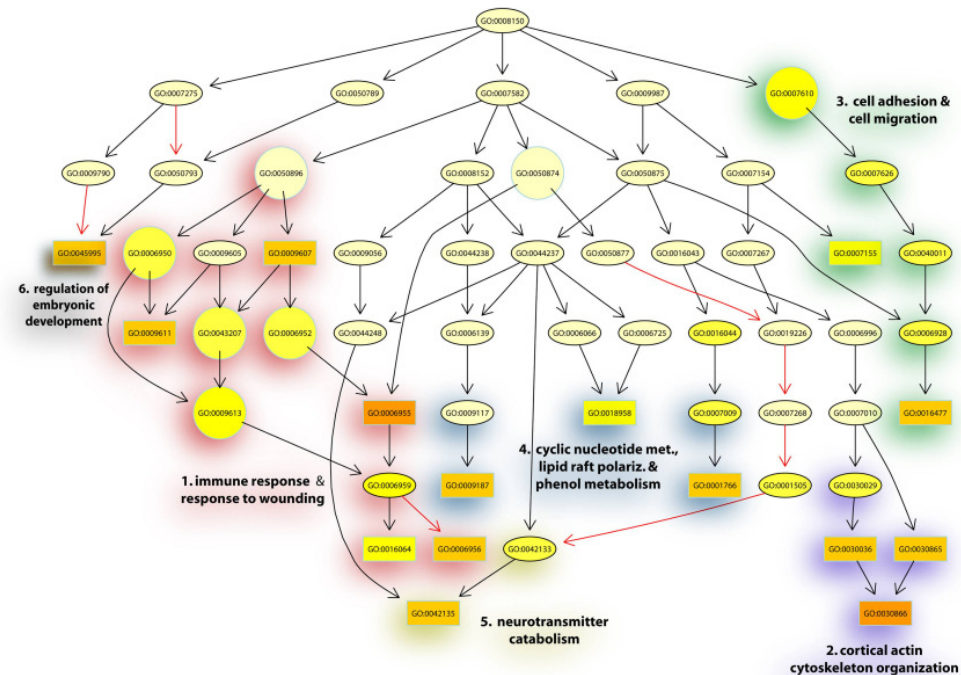 GO:0008150
GO:0007275
GO:0050789
GO:0007582
GO:0009987
GO:0007610
3. cell adhesion &
cell migration
GO:0009790
GO:0050793
GO:0050896
GO:0008152
GO:0050874
GO:0050875
GO:0007154
GO:0007626
GO:0045995
GO:0006950
GO:0009605
GO:0009607
GO:0009056
GO:0044238
GO:0044237
GO:0050877
GO:0016043
GO:0007267
GO:0007155
GO:0040011
6. regulation of
embryonic
development
GO:0009611
GO:0043207
GO:0006952
GO:0044248
GO:0006139
GO:0006066
GO:0006725
GO:0016044
GO:0019226
GO:0006996
GO:0006928
GO:0009613
GO:0006955
GO:0009117
GO:0018958
GO:0007009
GO:0007268
GO:0007010
GO:0016477
1. immune response &
response to wounding
4. cyclic nucleotide met.,
lipid raft polariz. &
phenol metabolism
GO:0006959
GO:0009187
GO:0001766
GO:0001505
GO:0030029
GO:0016064
GO:0006956
GO:0042133
GO:0030036
GO:0030865
GO:0042135
5. neurotransmitter
catabolism
GO:0030866
2. cortical actin
cytoskeleton organization